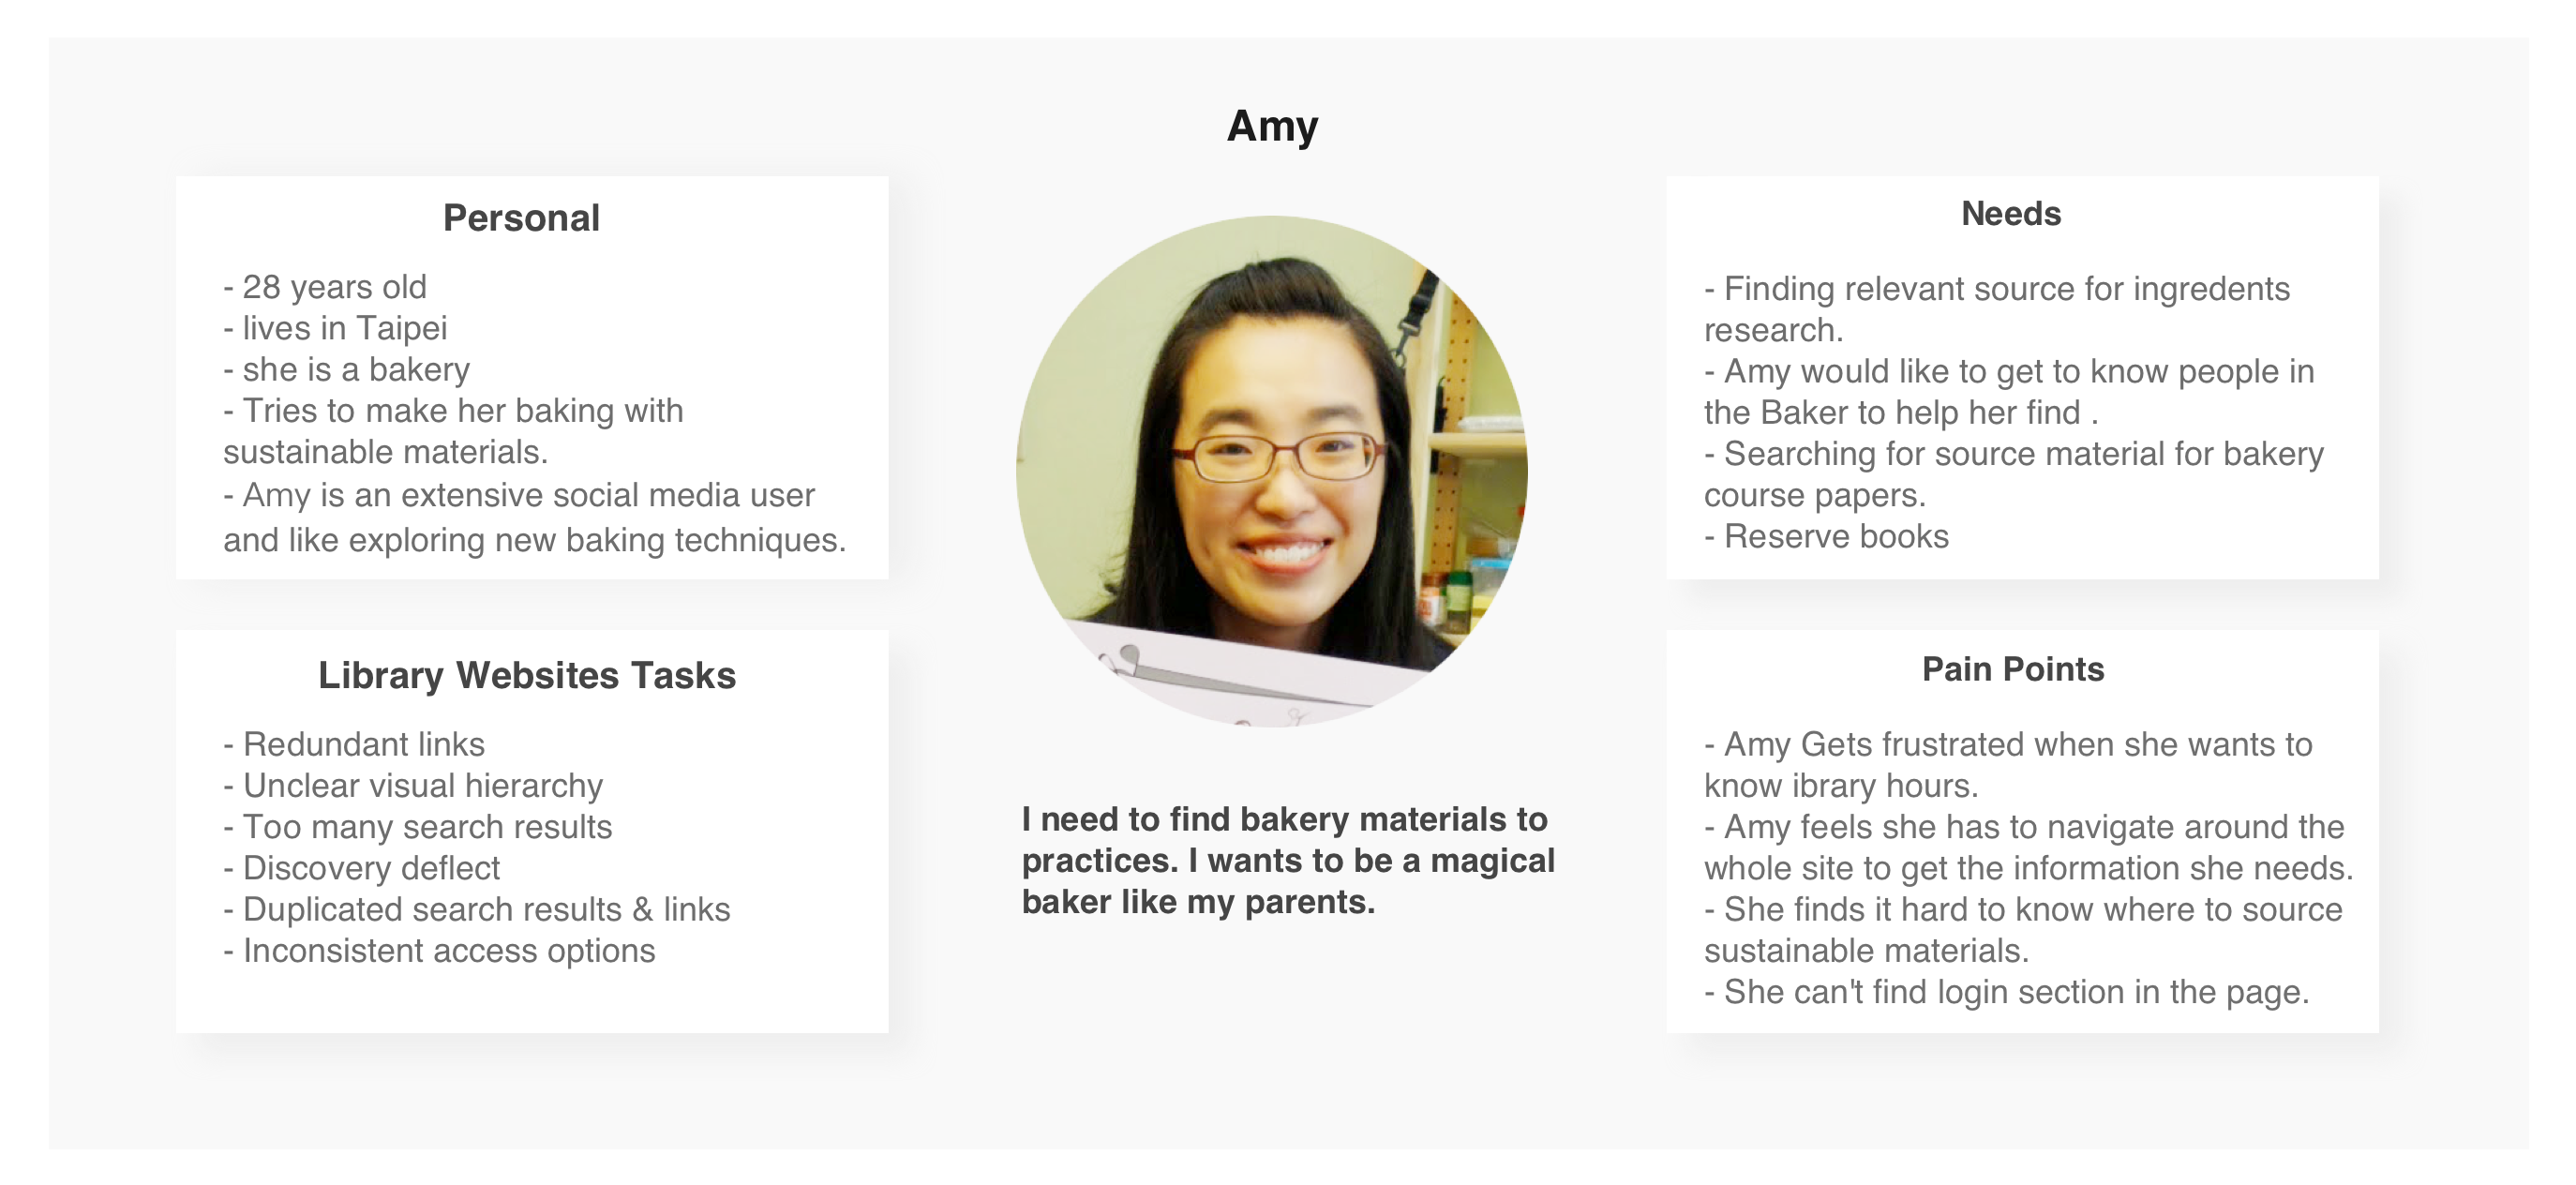 Amy
Personal
- 28 years old
- lives in Taipei
- she is a bakery
- Tries to make her baking with
sustainable materials.
- Amy is an extensive social media user
and like exploring new baking techniques.
Library Websites Tasks
- Redundant links
- Unclear visual hierarchy
- Too many search results
- Discovery deflect
- Duplicated search results & links
- Inconsistent access options
I need to find bakery materials to
practices. I wants to be a magical
baker like my parents.
Needs
- Finding relevant source for ingredents
research.
- Amy would like to get to know people in
the Baker to help her find .
- Searching for source material for bakery
course papers.
- Reserve books
Pain Points
- Amy Gets frustrated when she wants to
know ibrary hours.
- Amy feels she has to navigate around the
whole site to get the information she needs.
- She finds it hard to know where to source
sustainable materials.
- She can't find login section in the page.